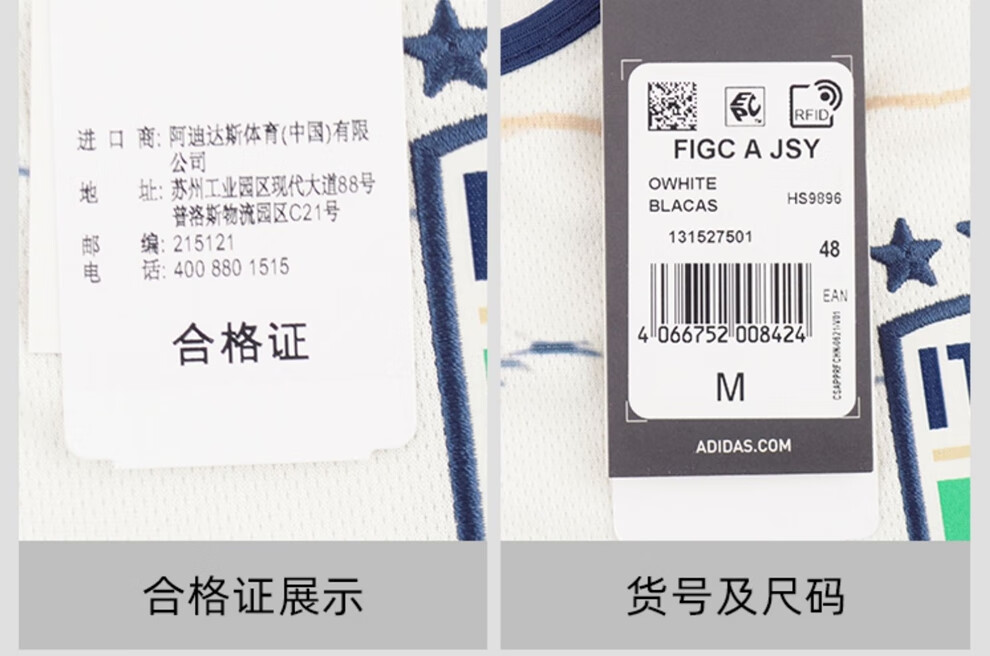 进口商: 阿迪达斯体育(中国)有限
公司
地址: 苏州工业园区现代大道88号
普洛斯物流园区C21号
邮编: 215121
电话: 400 880 1515
合格证
合格证展示
EPC
RFID
FIGC A JSY
OWHITE
BLACAS
HS9896
131527501
48
EAN
4 066752 008424
M
ADIDAS.COM
IT
货号及尺码